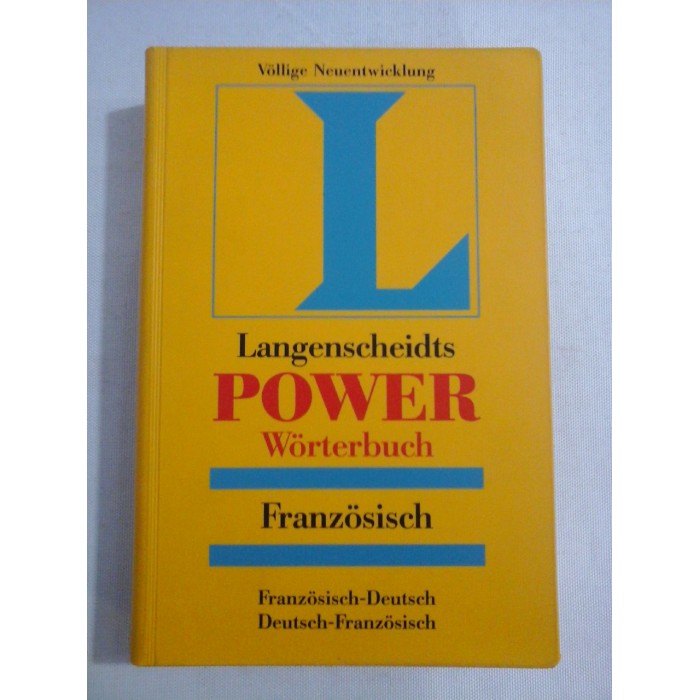 Völlige Neuentwicklung
L
Langenscheidts
POWER
Wörterbuch
Französisch
Französisch-Deutsch
Deutsch-Französisch